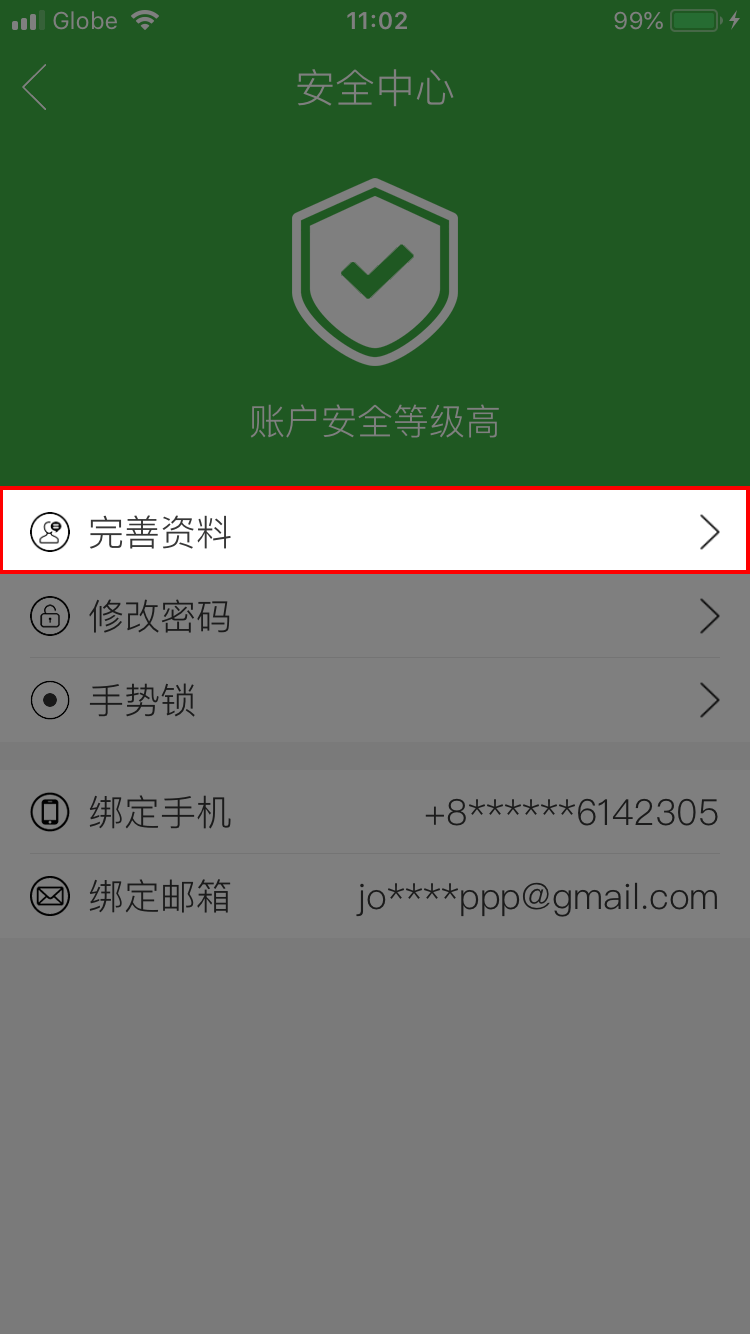 Globe 11:02 99%
安全中心
账户安全等级高
完善资料
修改密码
手势锁
绑定手机 +8******6142305
绑定邮箱 jo****ppp@gmail.com